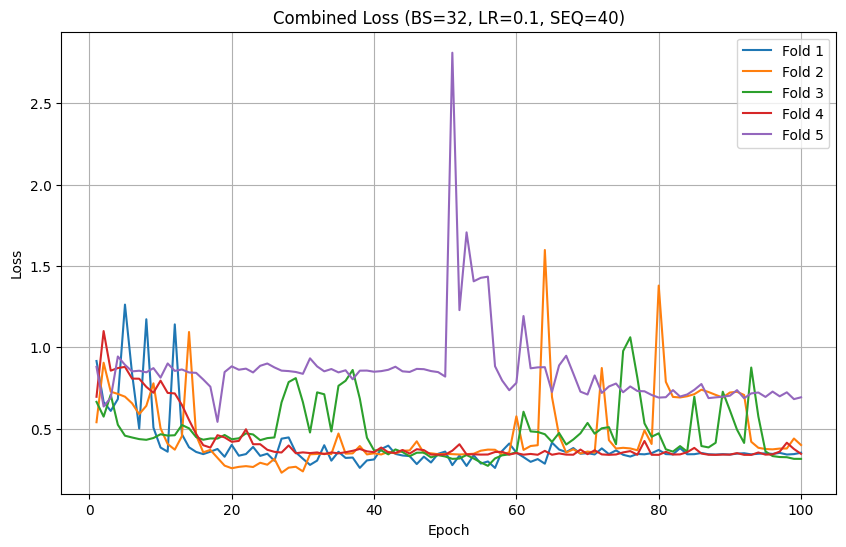 Combined Loss (BS=32, LR=0.1, SEQ=40)
Fold 1
Fold 2
Fold 3
Fold 4
Fold 5
2.5
2.0
1.5
1.0
0.5
Loss
0
20
40
60
80
100
Epoch